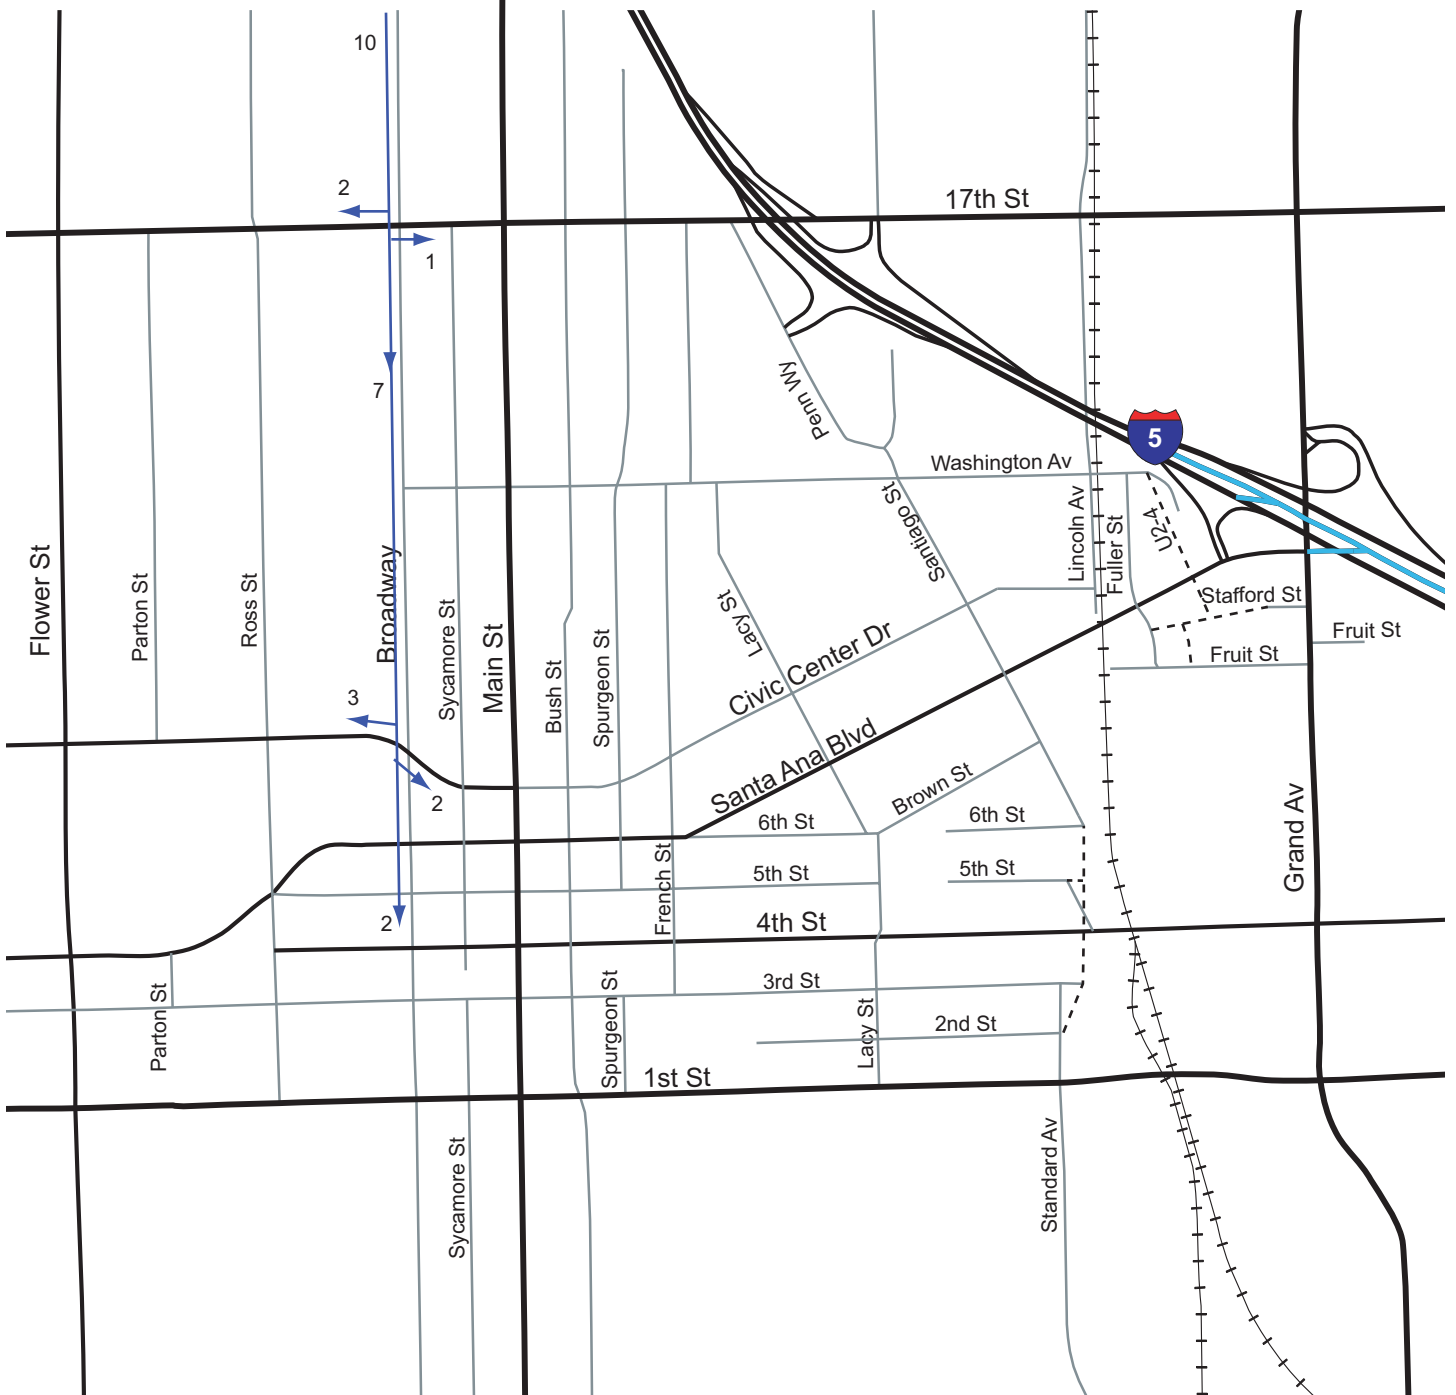 10
2
17th St
1
7
Penn Wy
5
Washington Av
Santiago St
Lincoln Av
Fuller St
U2-4
Flower St
Parton St
Ross St
Broadway
Sycamore St
Main St
Bush St
Spurgeon St
Lacy St
Civic Center Dr
Stafford St
Fruit St
Fruit St
3
2
Santa Ana Blvd
Brown St
6th St
6th St
Grand Av
5th St
5th St
French St
2
4th St
3rd St
Parton St
Spurgeon St
Lacy St
2nd St
1st St
Sycamore St
Standard Av